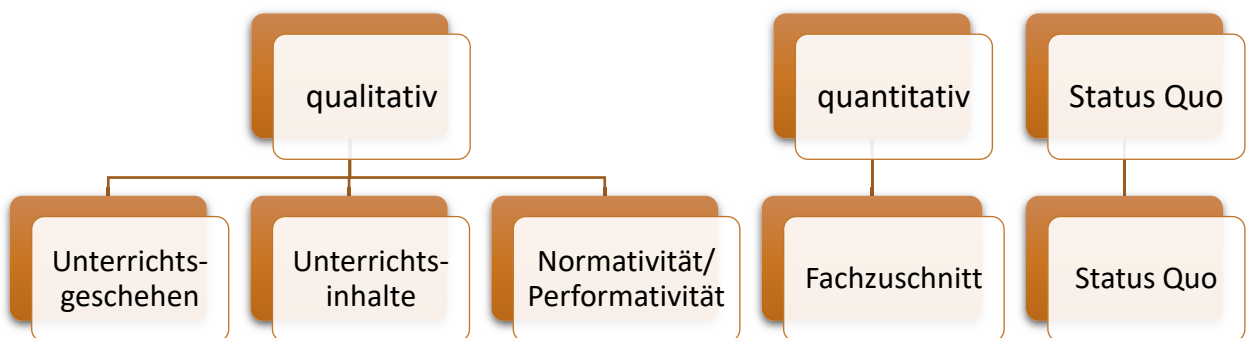 qualitativ
quantitativ
Status Quo
Unterrichts-
geschehen
Unterrichts-
inhalte
Normativität/
Performativität
Fachzuschnitt
Status Quo